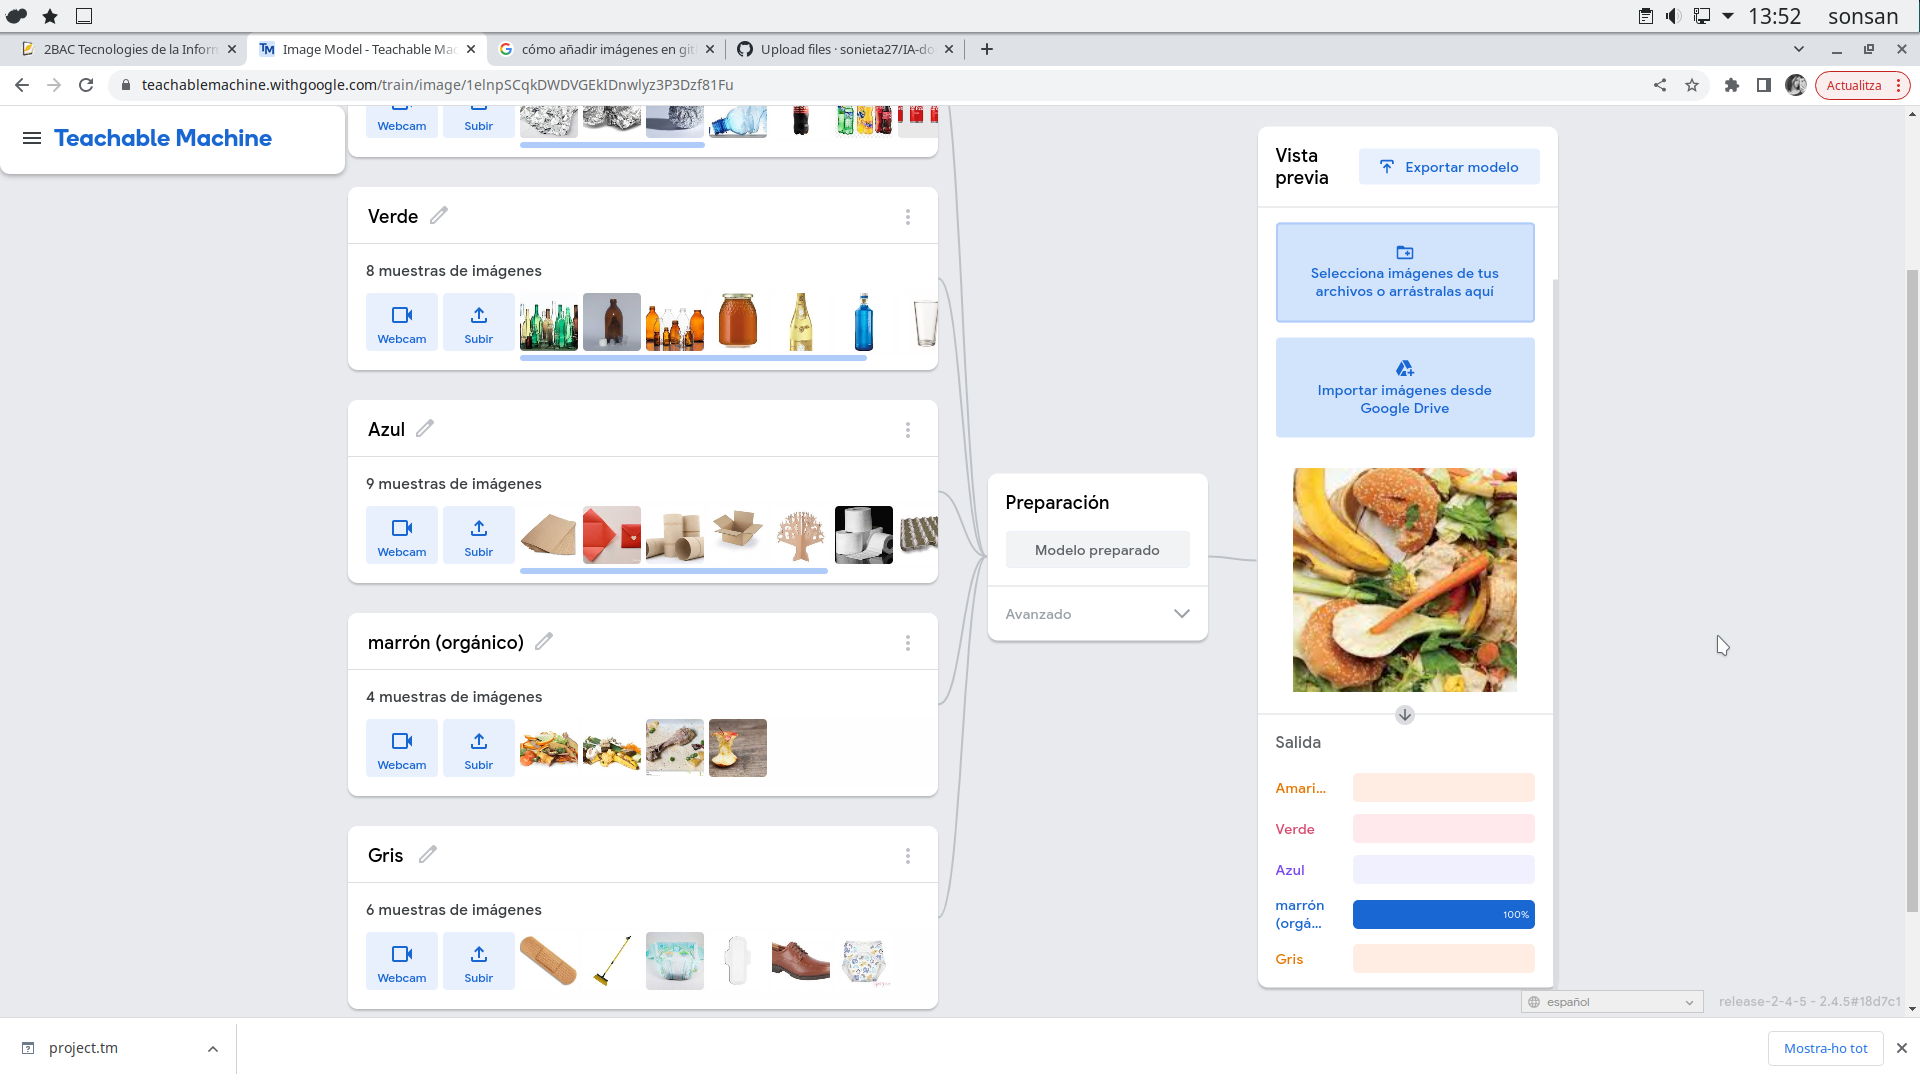 13:52
sonsan
2BAC Tecnologies de la Inform
Image Model - Teachable Mac
cómo añadir imágenes en git
Upload files · sonieta27/IA-do
teachablemachine.withgoogle.com/train/image/1elnpSCqkDWDVGEkIDnwlyz3P3Dzf81Fu
Actualitza
Teachable Machine
Webcam
Subir
Verde
8 muestras de imágenes
Webcam
Subir
Azul
9 muestras de imágenes
Webcam
Subir
marrón (orgánico)
4 muestras de imágenes
Webcam
Subir
Gris
6 muestras de imágenes
Webcam
Subir
Preparación
Modelo preparado
Avanzado
Vista
previa
Exportar modelo
Selecciona imágenes de tus
archivos o arrástralas aquí
Importar imágenes desde
Google Drive
Salida
Amari...
Verde
Azul
marrón
(orgá...
100%
Gris
español
release-2-4-5 - 2.4.5#18d7c1
project.tm
Mostra-ho tot